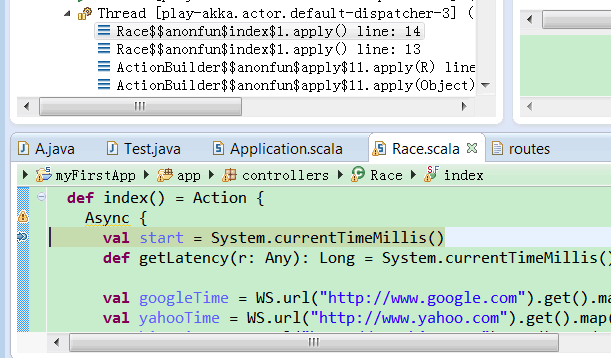 Thread [play-akka.actor.default-dispatcher-3] (
Race$$anonfun$index$1.apply() line: 14
Race$$anonfun$index$1.apply() line: 13
ActionBuilder$$anonfun$apply$11.apply(R) line
ActionBuilder$$anonfun$apply$11.apply(Object)
A.java Test.java Application.scala Race.scala routes
myFirstApp app controllers Race index
def index() = Action {
Async {
val start = System.currentTimeMillis()
def getLatency(r: Any): Long = System.currentTimeMillis()
val googleTime = WS.url("http://www.google.com").get().ma
val yahooTime = WS.url("http://www.yahoo.com").get().map(